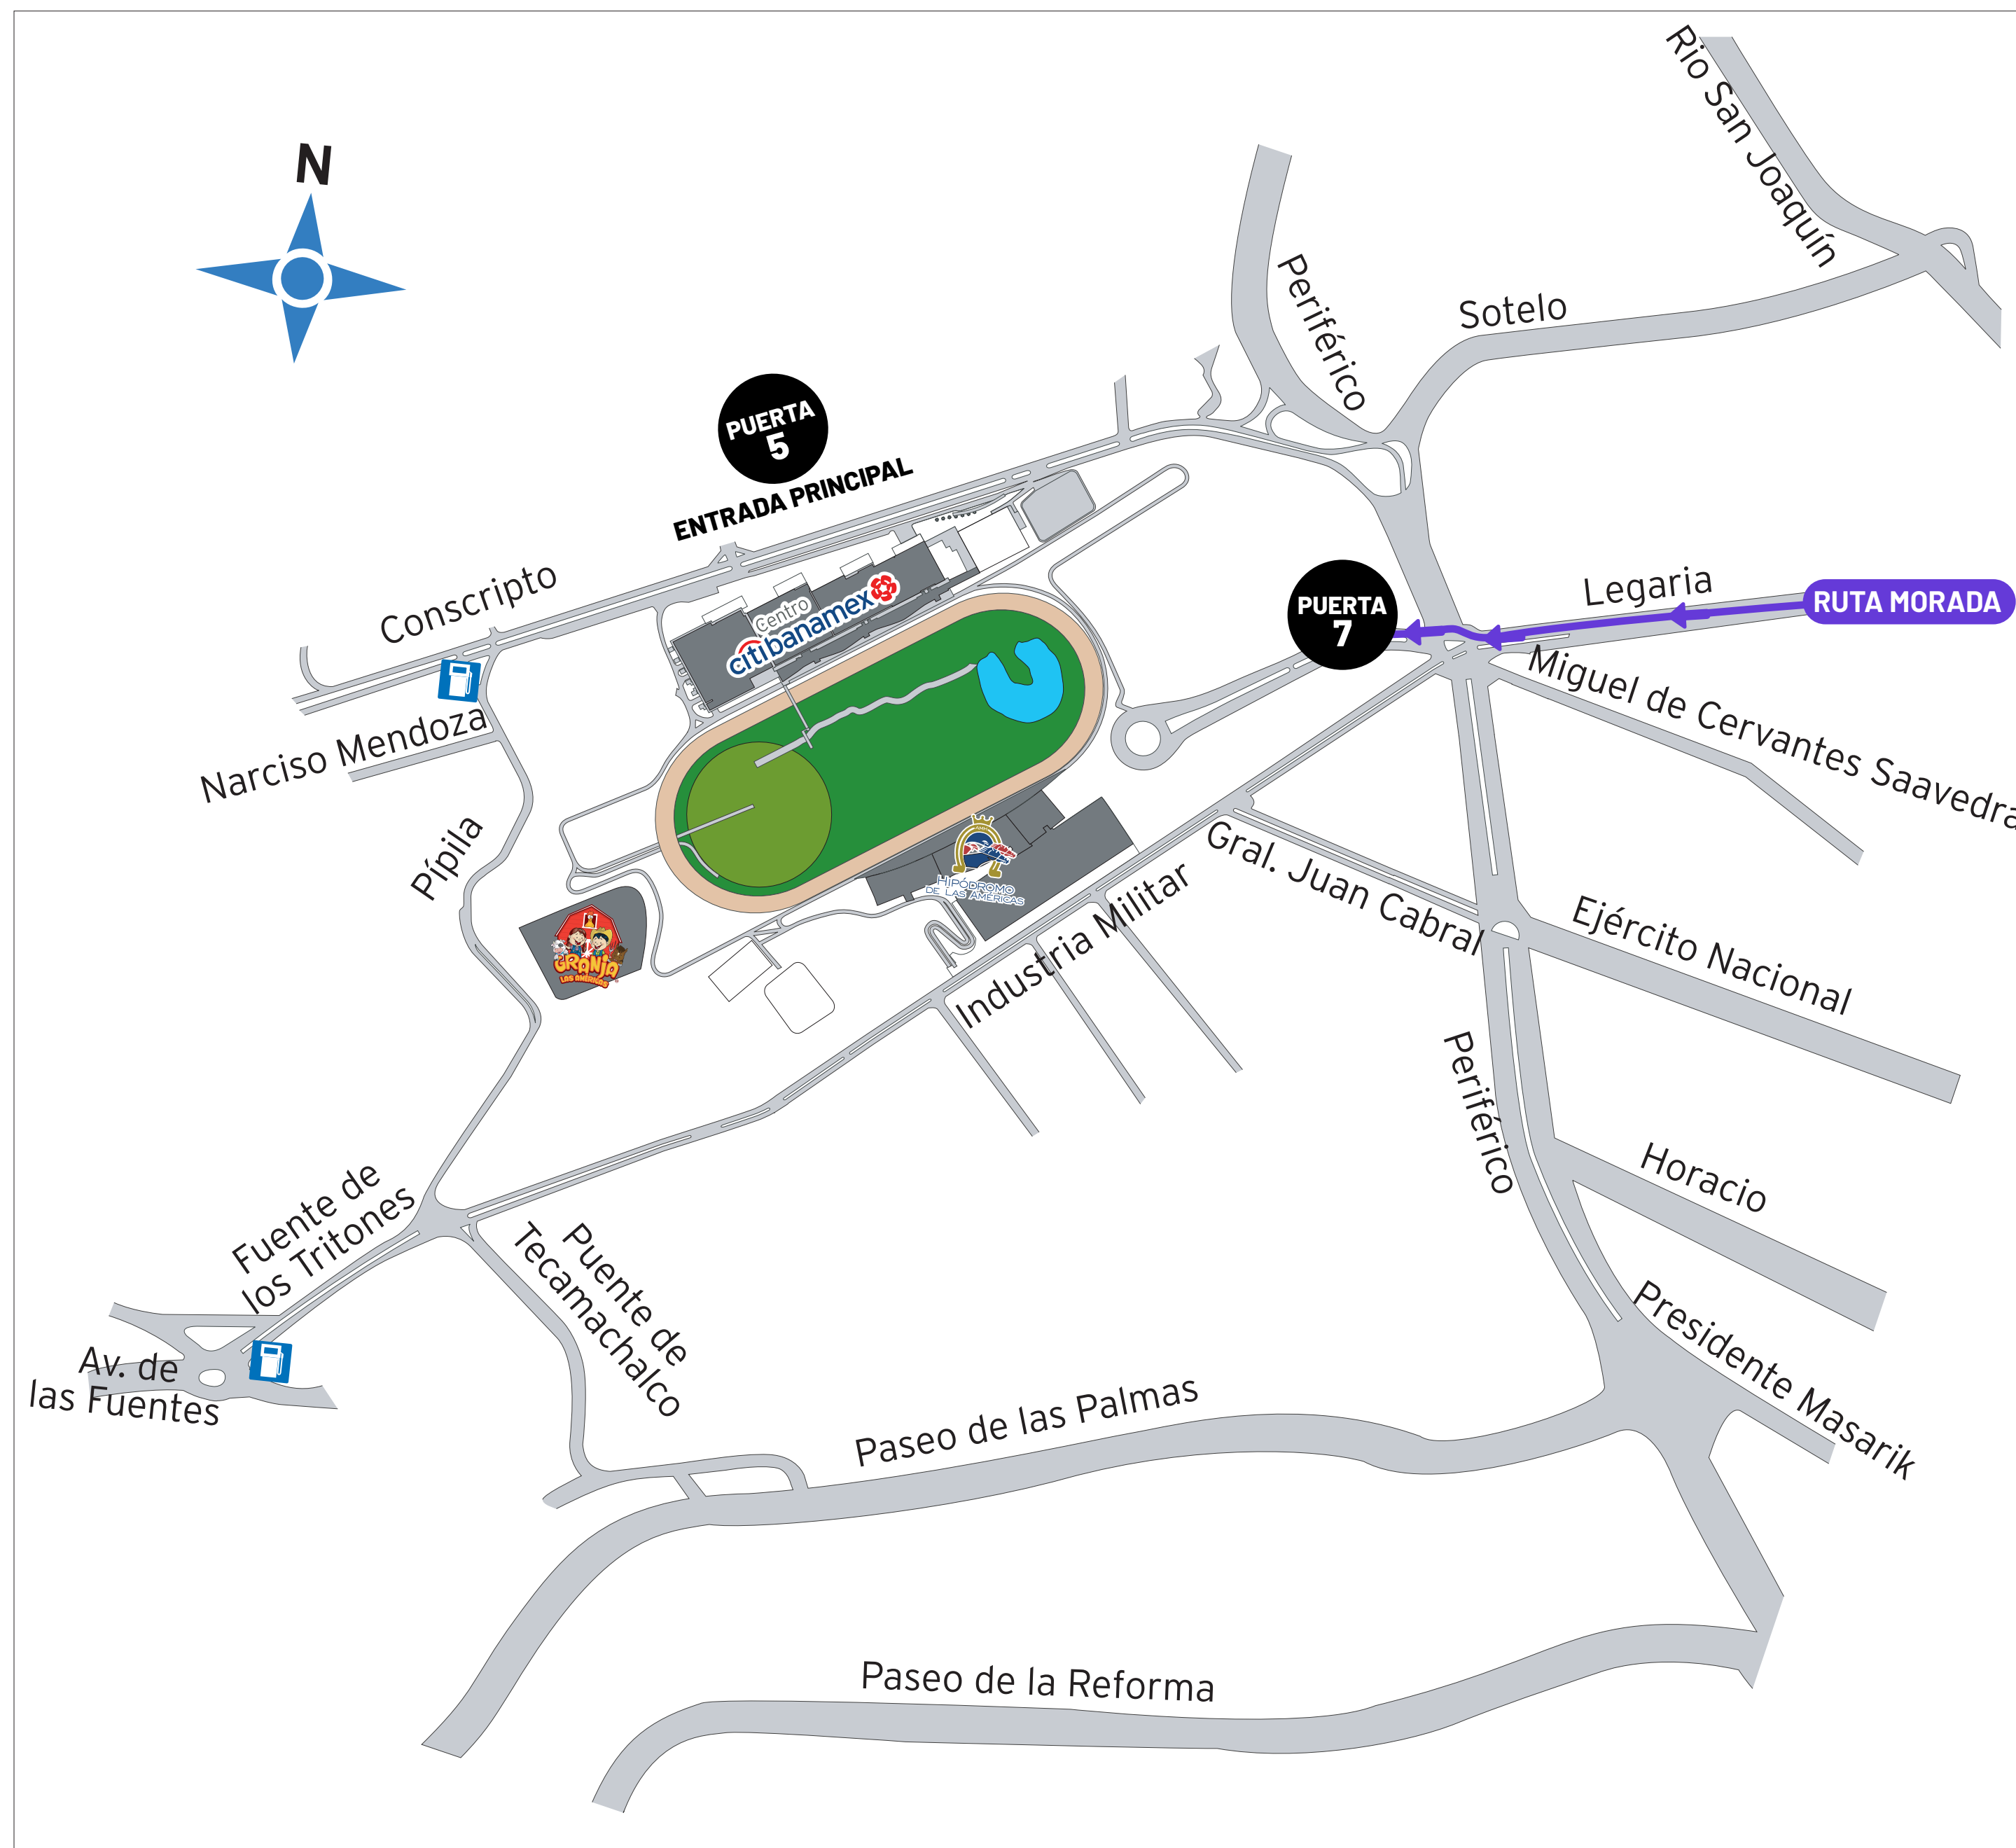 Rio San Joaquín
N
Periférico
Sotelo
PUERTA
5
ENTRADA PRINCIPAL
Conscripto
Centro
citibanamex
PUERTA
7
Legaria
RUTA MORADA
Miguel de Cervantes Saavedra
Narciso Mendoza
Pípila
Gral. Juan Cabral
HIPÓDROMO
DE LAS AMÉRICAS
GRANJA
LAS AMÉRICAS
Industria Militar
Ejército Nacional
Periférico
Horacio
Fuente de
los Tritones
Puente de
Tecamachalco
Presidente Masarik
Av. de
las Fuentes
Paseo de las Palmas
Paseo de la Reforma